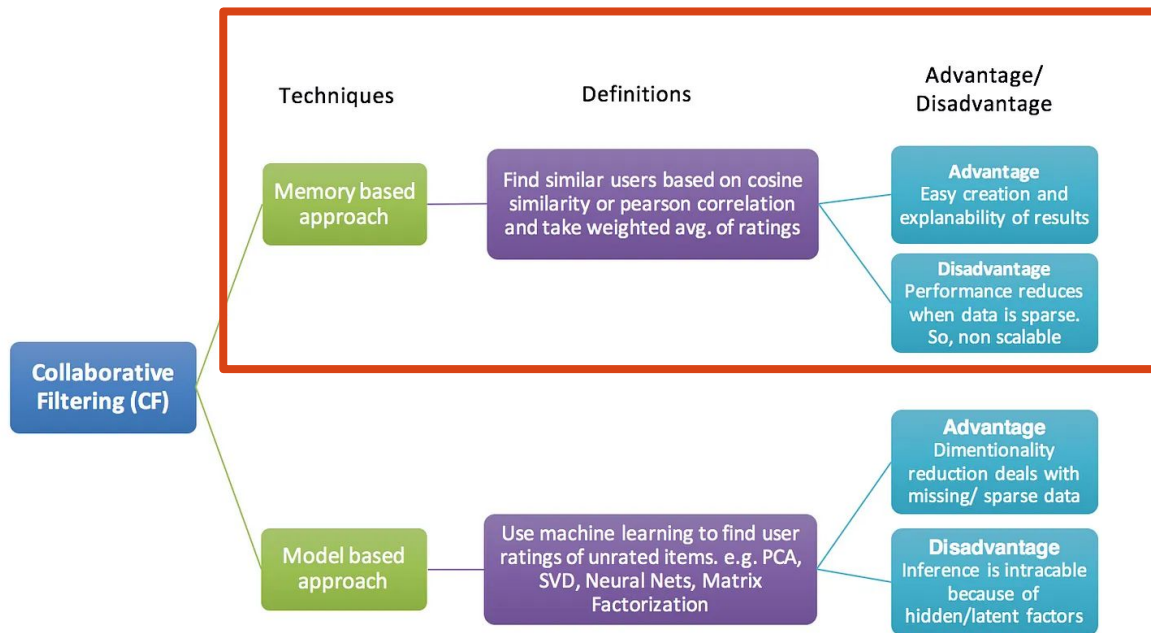 Techniques
Definitions
Advantage/
Disadvantage
Memory based
approach
Find similar users based on cosine
similarity or pearson correlation
and take weighted avg. of ratings
Advantage
Easy creation and
explanability of results
Disadvantage
Performance reduces
when data is sparse.
So, non scalable
Collaborative
Filtering (CF)
Model based
approach
Use machine learning to find user
ratings of unrated items. e.g. PCA,
SVD, Neural Nets, Matrix
Factorization
Advantage
Dimentionality
reduction deals with
missing/ sparse data
Disadvantage
Inference is intracable
because of
hidden/latent factors